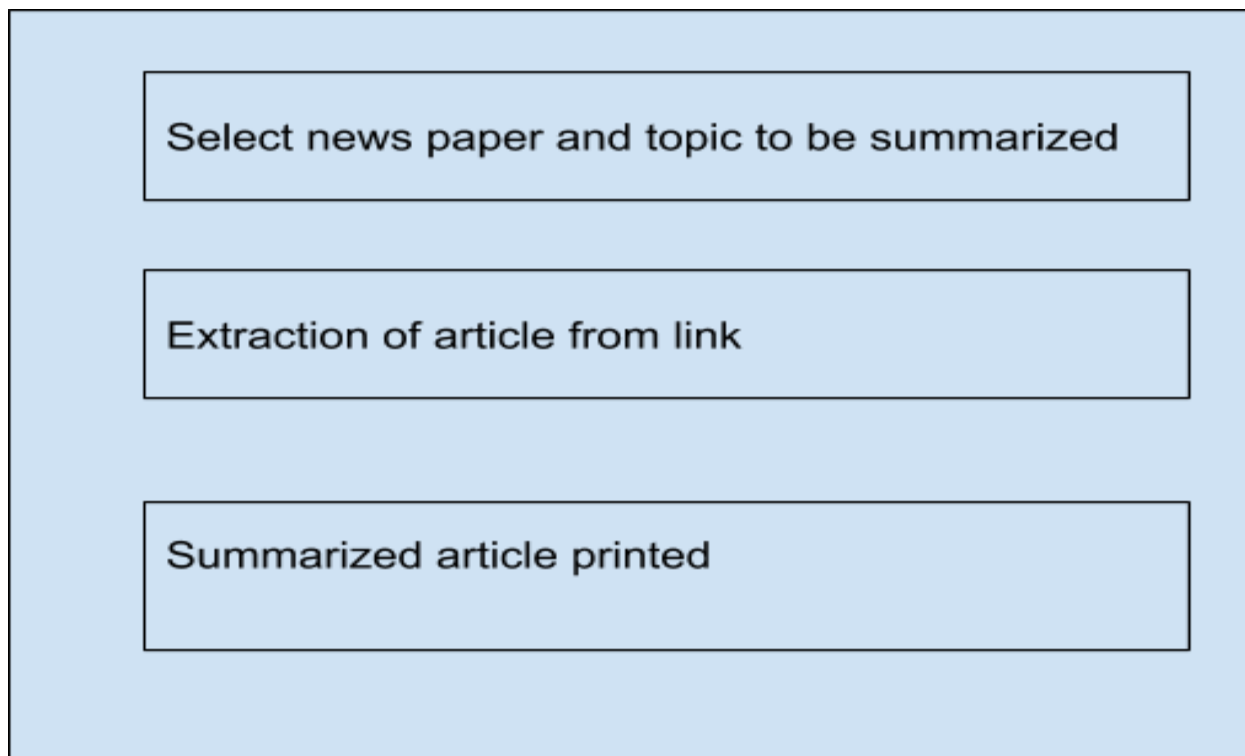 Select news paper and topic to be summarized
Extraction of article from link
Summarized article printed